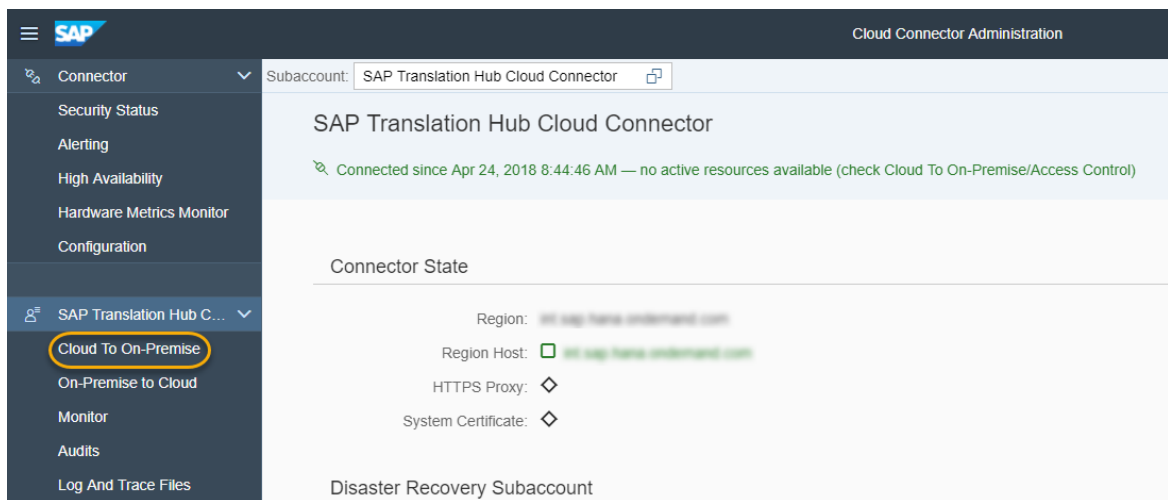 SAP
Cloud Connector Administration
Connector
Security Status
Alerting
High Availability
Hardware Metrics Monitor
Configuration
SAP Translation Hub C...
Cloud To On-Premise
On-Premise to Cloud
Monitor
Audits
Log And Trace Files
Subaccount: SAP Translation Hub Cloud Connector
SAP Translation Hub Cloud Connector
Connected since Apr 24, 2018 8:44:46 AM — no active resources available (check Cloud To On-Premise/Access Control)
Connector State
Region:
Region Host:
HTTPS Proxy:
System Certificate:
Disaster Recovery Subaccount